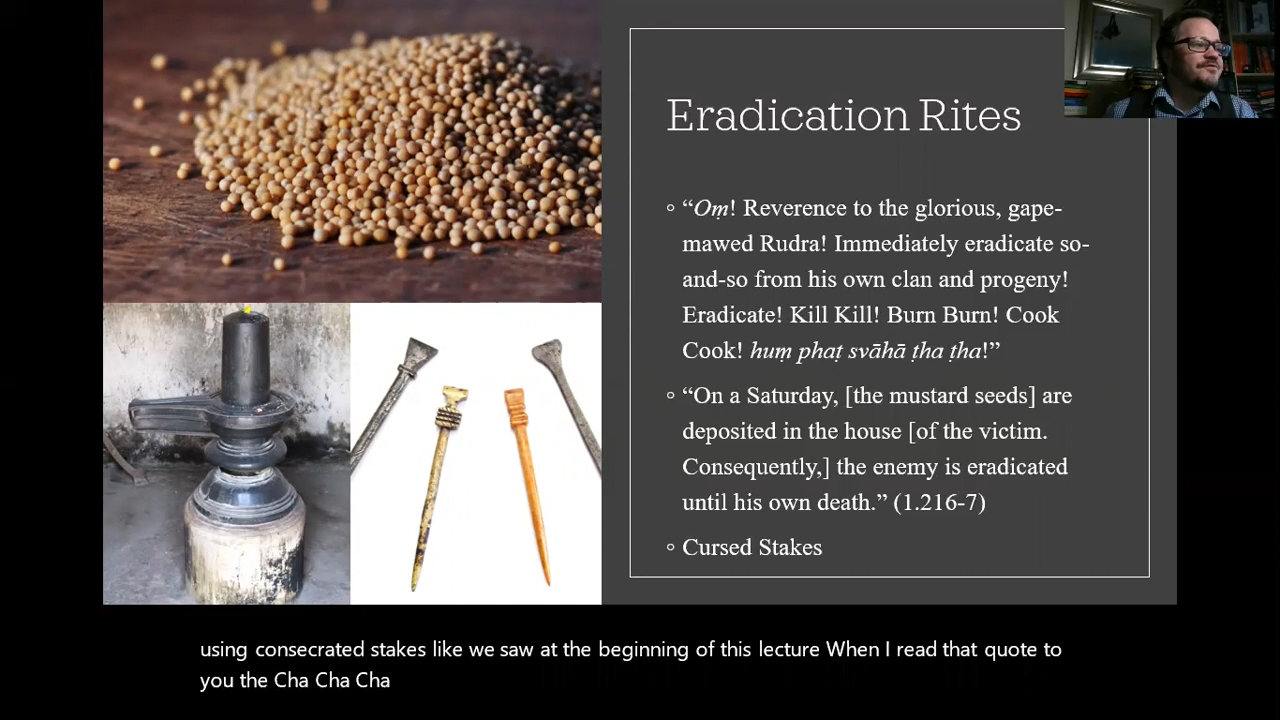 Eradication Rites
“Oṃ! Reverence to the glorious, gape-
mawed Rudra! Immediately eradicate so-
and-so from his own clan and progeny!
Eradicate! Kill Kill! Burn Burn! Cook
Cook! huṃ phaṭ svāhā ṭha ṭha!”
“On a Saturday, [the mustard seeds] are
deposited in the house [of the victim.
Consequently,] the enemy is eradicated
until his own death.” (1.216-7)
Cursed Stakes
using consecrated stakes like we saw at the beginning of this lecture When I read that quote to
you the Cha Cha Cha